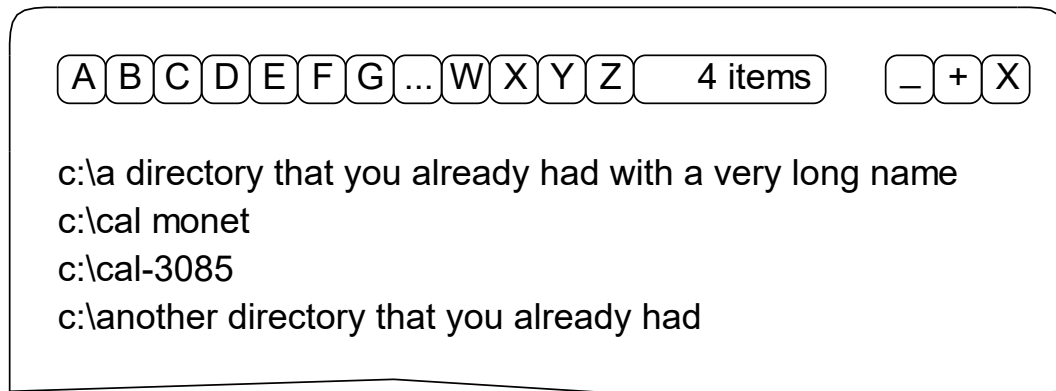 A B C D E F G ... W X Y Z 4 items _ + X
c:\a directory that you already had with a very long name
c:\cal monet
c:\cal-3085
c:\another directory that you already had